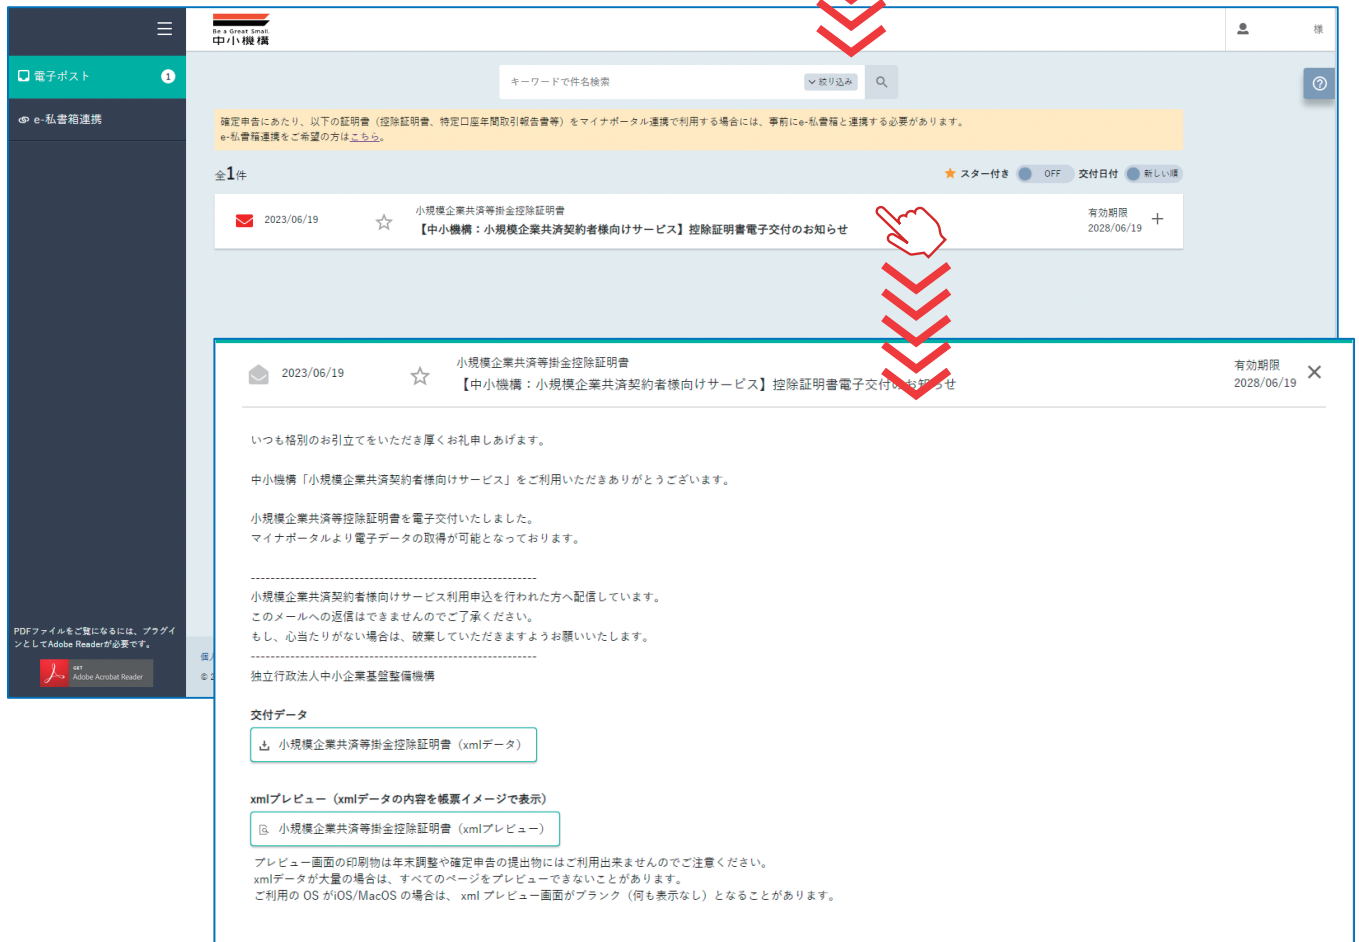 Be a Great Small.
中小機構
様
電子ポスト 1
e-私書箱連携
キーワードで件名検索 絞り込み
確定申告にあたり、以下の証明書（控除証明書、特定口座年間取引報告書等）をマイナポータル連携で利用する場合には、事前にe-私書箱と連携する必要があります。
e-私書箱連携をご希望の方はこちら。
全1件 スター付き OFF 交付日付 新しい順
小規模企業共済等掛金控除証明書
2023/06/19 【中小機構：小規模企業共済契約者様向けサービス】控除証明書電子交付のお知らせ
有効期限
2028/06/19
PDFファイルをご覧になるには、プラグイ
ンとしてAdobe Readerが必要です。
GET
Adobe Acrobat Reader
個人
© 2
小規模企業共済等掛金控除証明書
2023/06/19 【中小機構：小規模企業共済契約者様向けサービス】控除証明書電子交付のお知らせ
有効期限
2028/06/19
いつも格別のお引立てをいただき厚くお礼申しあげます。
中小機構「小規模企業共済契約者様向けサービス」をご利用いただきありがとうございます。
小規模企業共済等控除証明書を電子交付いたしました。
マイナポータルより電子データの取得が可能となっております。
----------------------------------------------------------
小規模企業共済契約者様向けサービス利用申込を行われた方へ配信しています。
このメールへの返信はできませんのでご了承ください。
もし、心当たりがない場合は、破棄していただきますようお願いいたします。
----------------------------------------------------------
独立行政法人中小企業基盤整備機構
交付データ
小規模企業共済等掛金控除証明書（xmlデータ）
xmlプレビュー（xmlデータの内容を帳票イメージで表示）
小規模企業共済等掛金控除証明書（xmlプレビュー）
プレビュー画面の印刷物は年末調整や確定申告の提出物にはご利用出来ませんのでご注意ください。
xmlデータが大量の場合は、すべてのページをプレビューできないことがあります。
ご利用の OS がiOS/MacOS の場合は、 xml プレビュー画面がブランク（何も表示なし）となることがあります。